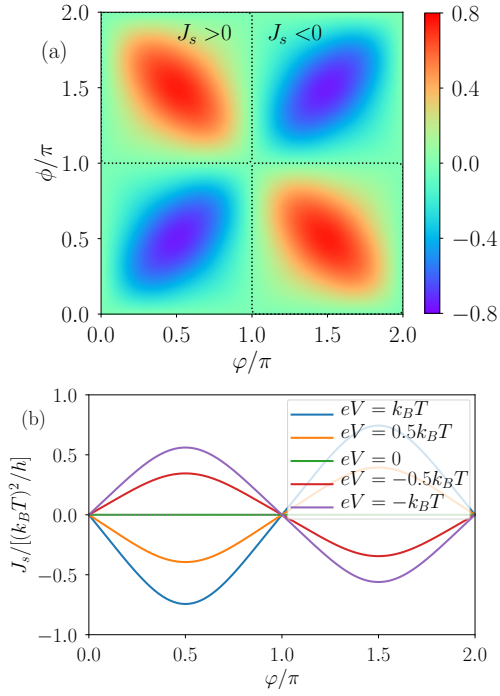 (a)
J_s > 0
J_s < 0
2.0
1.5
1.0
0.5
0.0
ϕ/π
0.0 0.5 1.0 1.5 2.0
φ/π
0.8
0.4
0.0
−0.4
−0.8
(b)
1.0
0.5
0.0
−0.5
−1.0
J_s/[(k_BT)^2/h]
eV = k_BT
eV = 0.5k_BT
eV = 0
eV = −0.5k_BT
eV = −k_BT
0.0 0.5 1.0 1.5 2.0
φ/π